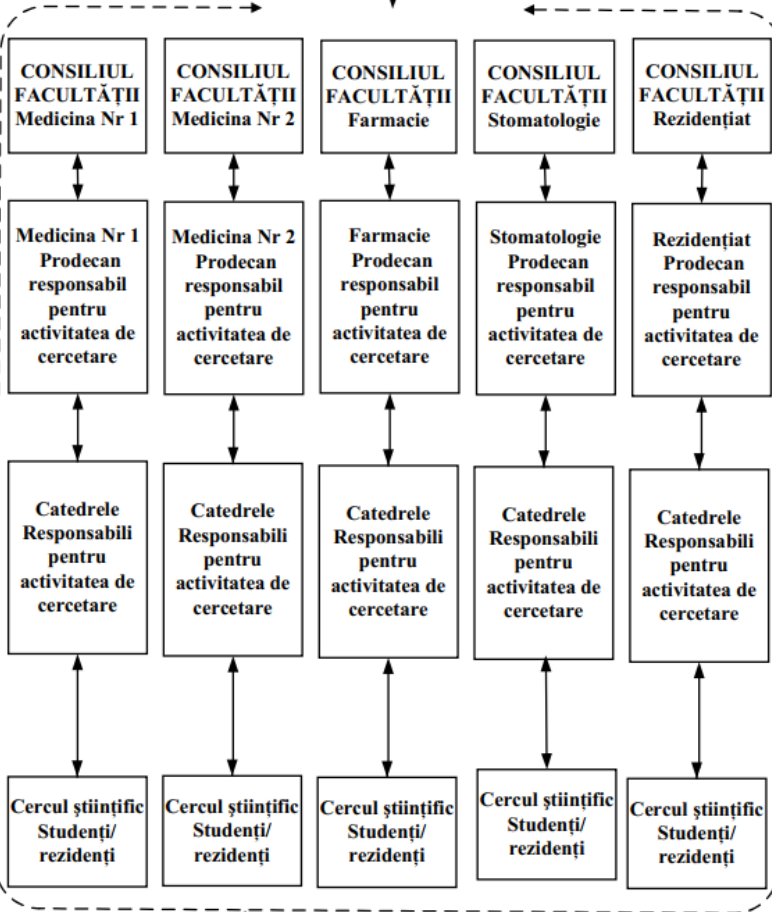 CONSILIUL
FACULTĂȚII
Medicina Nr 1
CONSILIUL
FACULTĂȚII
Medicina Nr 2
CONSILIUL
FACULTĂȚII
Farmacie
CONSILIUL
FACULTĂȚII
Stomatologie
CONSILIUL
FACULTĂȚII
Rezidențiat
Medicina Nr 1
Prodecan
responsabil
pentru
activitatea de
cercetare
Medicina Nr 2
Prodecan
responsabil
pentru
activitatea de
cercetare
Farmacie
Prodecan
responsabil
pentru
activitatea de
cercetare
Stomatologie
Prodecan
responsabil
pentru
activitatea de
cercetare
Rezidențiat
Prodecan
responsabil
pentru
activitatea de
cercetare
Catedrele
Responsabili
pentru
activitatea de
cercetare
Catedrele
Responsabili
pentru
activitatea de
cercetare
Catedrele
Responsabili
pentru
activitatea de
cercetare
Catedrele
Responsabili
pentru
activitatea de
cercetare
Catedrele
Responsabili
pentru
activitatea de
cercetare
Cercul științific
Studenți/
rezidenți
Cercul științific
Studenți/
rezidenți
Cercul științific
Studenți/
rezidenți
Cercul științific
Studenți/
rezidenți
Cercul științific
Studenți/
rezidenți